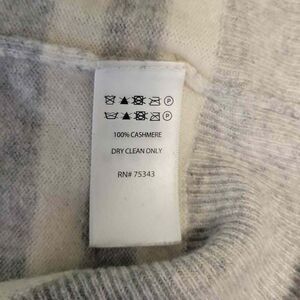 100% CASHMERE
DRY CLEAN ONLY
RN# 75343